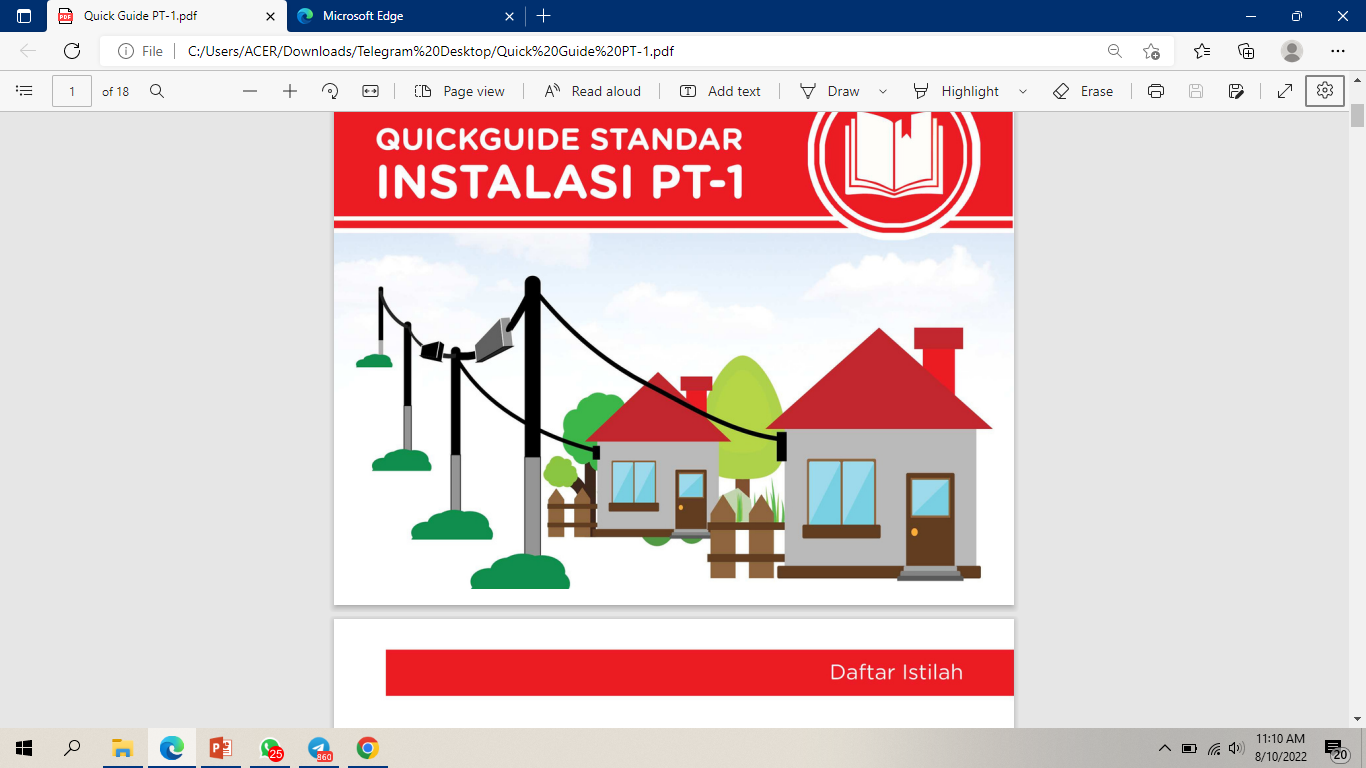 Quick Guide PT-1.pdf
Microsoft Edge
File
C:/Users/ACER/Downloads/Telegram%20Desktop/Quick%20Guide%20PT-1.pdf
1 of 18
Page view
Read aloud
Add text
Draw
Highlight
Erase
QUICKGUIDE STANDAR
INSTALASI PT-1
Daftar Istilah
25
860
11:10 AM
8/10/2022
20